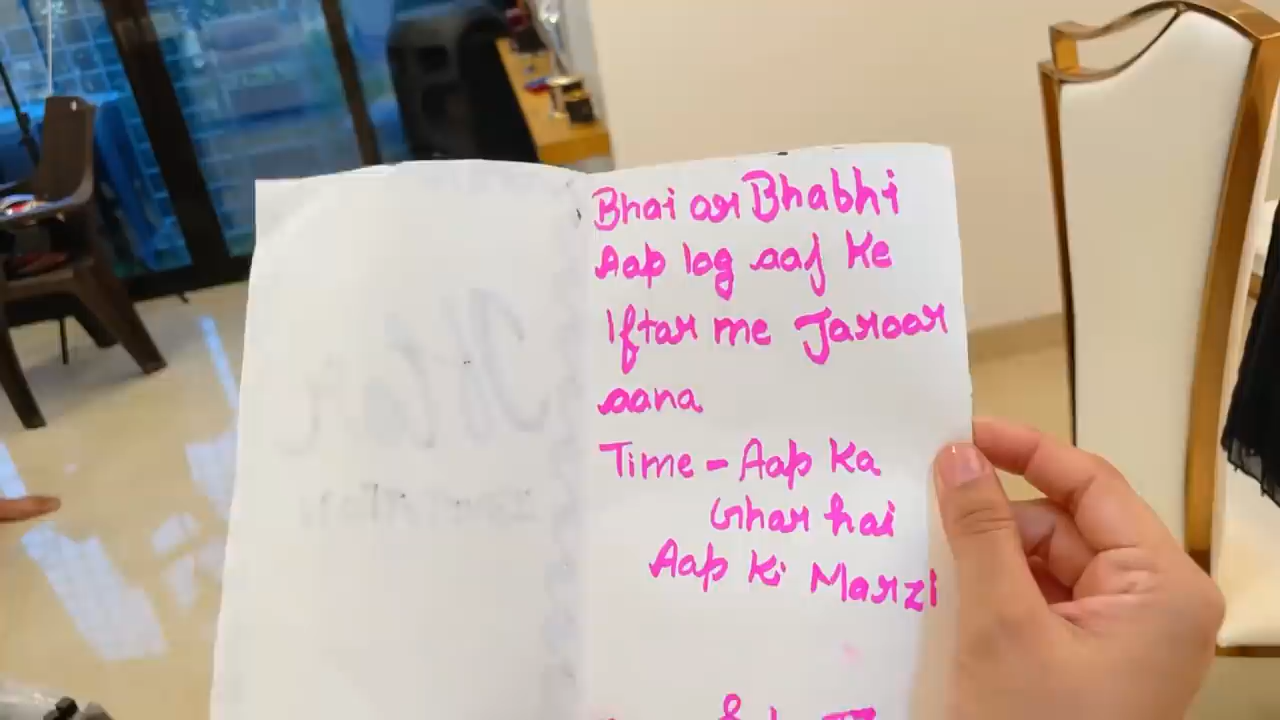 Bhai or Bhabhi
Aap log aaj Ke
Iftar me Jaroor
aana
Time - Aap Ka
Ghar hai
Aap Ki Marzi